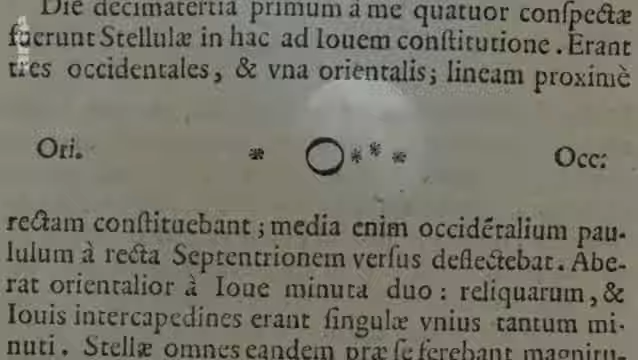 Die decimatertia primum à me quatuor conſpectæ
fuerunt Stellulæ in hac ad Iouem conſtitutione. Erant
tres occidentales, & vna orientalis; lineam proximè
Ori. * O * * * Occ:
rectam conſtituebant; media enim occidētalium pau-
lulum à recta Septentrionem verſus deflectebat. Abe-
rat orientalior à Ioue minuta duo: reliquarum, &
Iouis intercapedines erant ſingulæ vnius tantum mi-
nuti. Stellæ omnes eandem præ ſe ferebant magnitu-